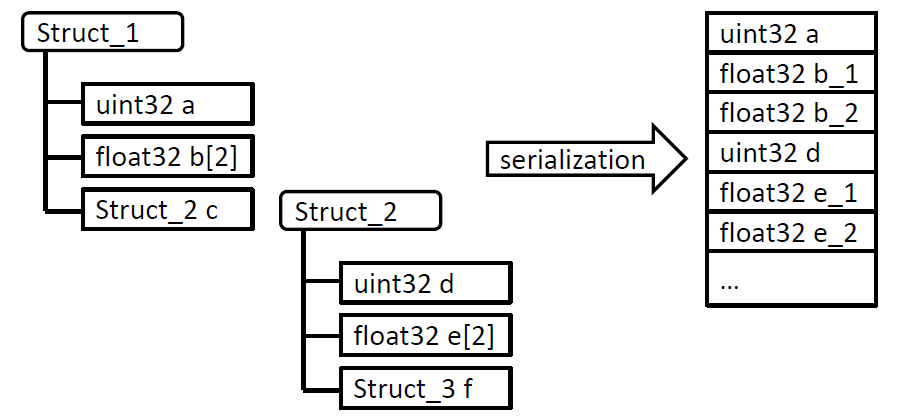 Struct_1
uint32 a
float32 b[2]
Struct_2 c
Struct_2
uint32 d
float32 e[2]
Struct_3 f
serialization
uint32 a
float32 b_1
float32 b_2
uint32 d
float32 e_1
float32 e_2
...